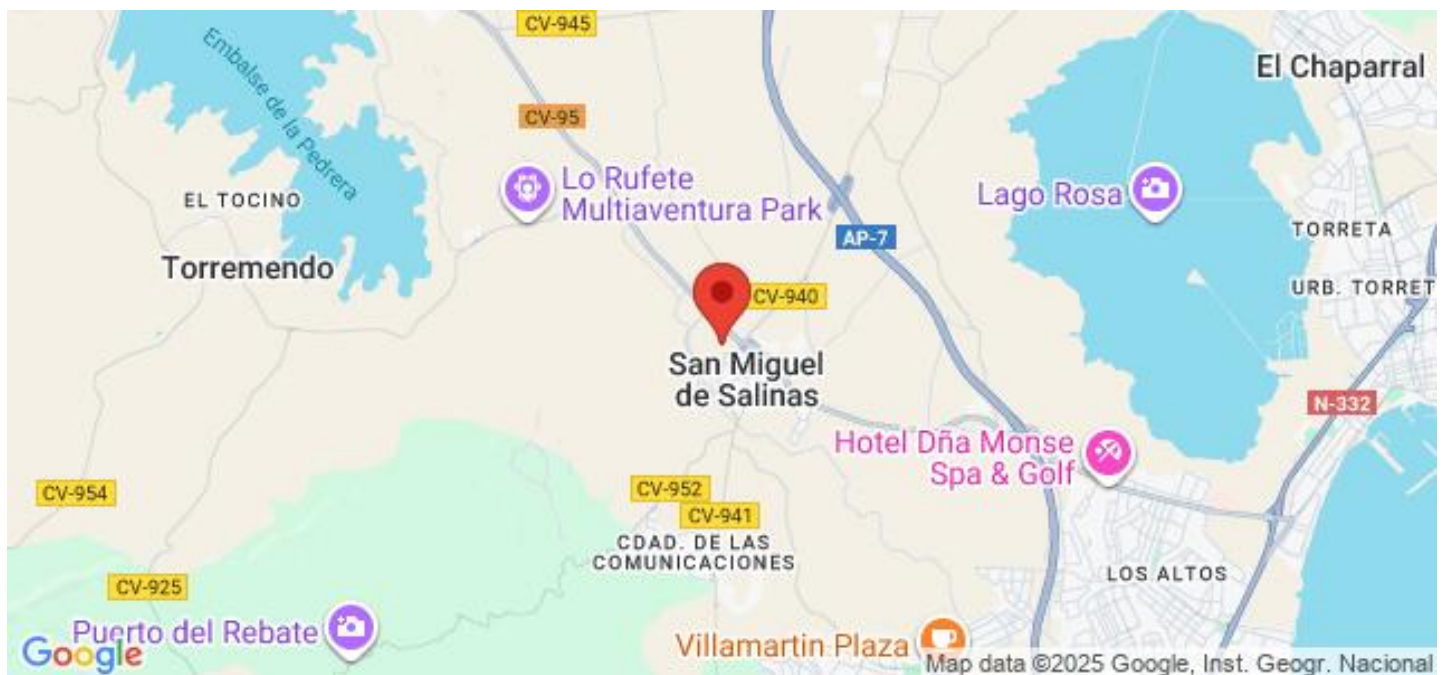 CV-945
El Chaparral
Embalse de la Pedrera
CV-95
Lo Rufete
Multiaventura Park
EL TOCINO
Lago Rosa
TORRETA
AP-7
Torremendo
CV-940
URB. TORRET
San Miguel
de Salinas
N-332
Hotel Dña Monse
Spa & Golf
CV-954
CV-952
CV-941
CDAD. DE LAS
COMUNICACIONES
LOS ALTOS
CV-925
Puerto del Rebate
Villamartin Plaza
Google
Map data ©2025 Google, Inst. Geogr. Nacional